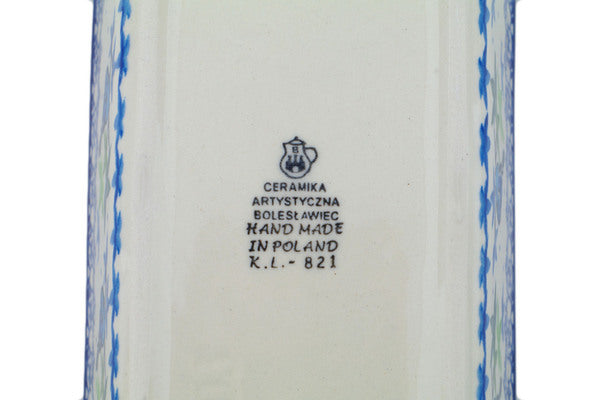 B
CERAMIKA
ARTYSTYCZNA
BOLESŁAWIEC
HAND MADE
IN POLAND
K.L.- 821